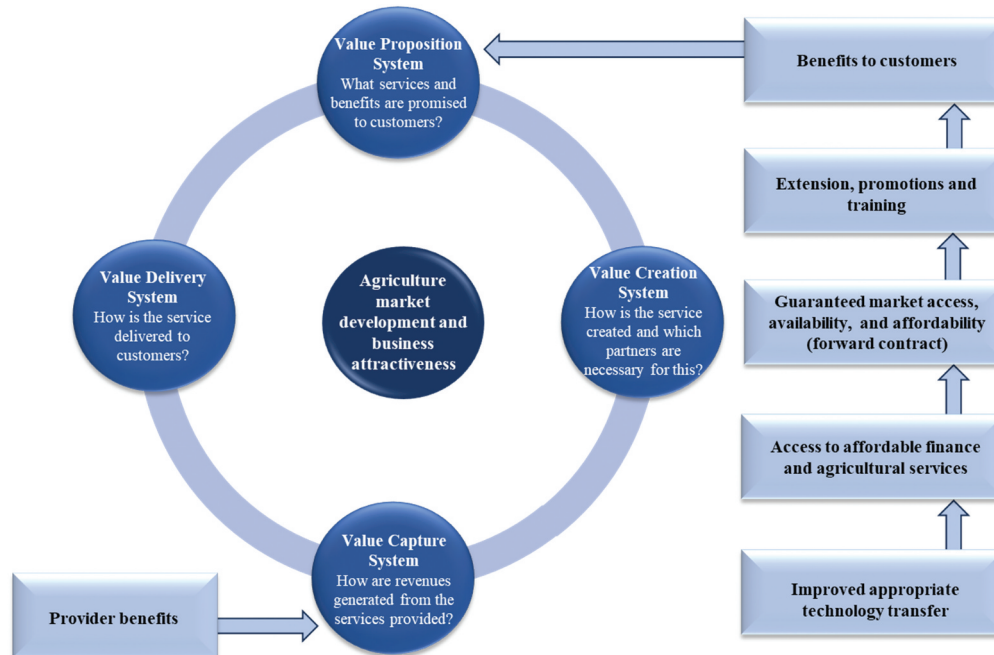 Value Proposition
System
What services and
benefits are promised
to customers?
Benefits to customers
Extension, promotions and
training
Value Delivery
System
How is the service
delivered to
customers?
Agriculture
market
development and
business
attractiveness
Value Creation
System
How is the service
created and which
partners are
necessary for this?
Guaranteed market access,
availability, and affordability
(forward contract)
Access to affordable finance
and agricultural services
Value Capture
System
How are revenues
generated from the
services provided?
Provider benefits
Improved appropriate
technology transfer